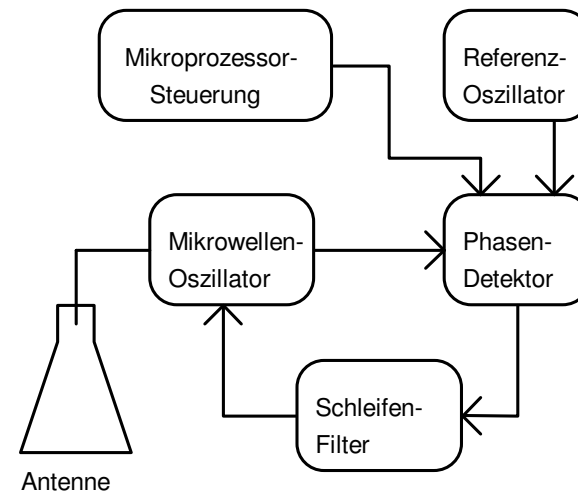 Mikroprozessor-
Steuerung
Referenz-
Oszillator
Mikrowellen-
Oszillator
Phasen-
Detektor
Schleifen-
Filter
Antenne